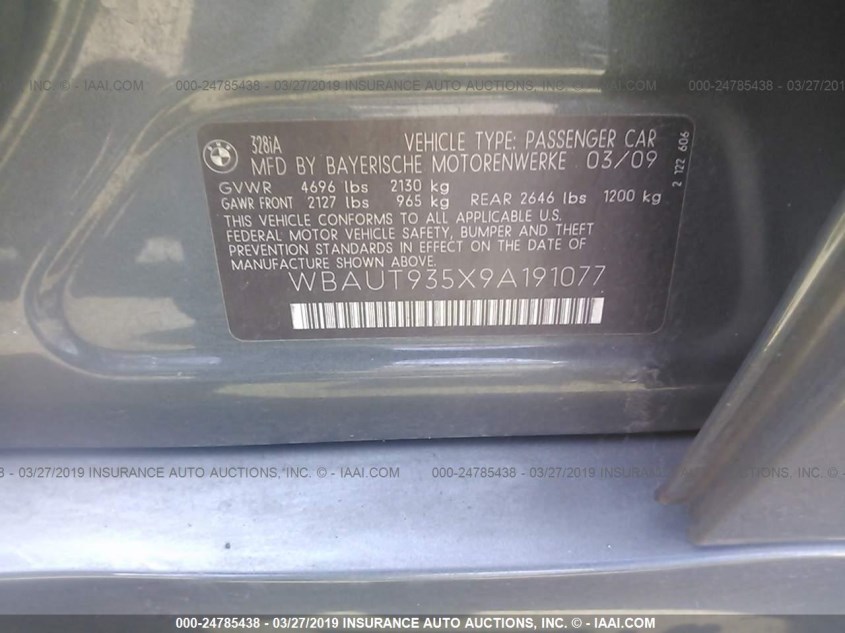 - IAAI.COM 000-24785438 - 03/27/2019 INSURANCE AUTO AUCTIONS, INC. - IAAI.COM 000-24785438 - 03/27/2019
BMW
328iA
VEHICLE TYPE: PASSENGER CAR
MFD BY BAYERISCHE MOTORENWERKE 03/09
GVWR 4696 lbs 2130 kg
GAWR FRONT 2127 lbs 965 kg REAR 2646 lbs 1200 kg
THIS VEHICLE CONFORMS TO ALL APPLICABLE U.S.
FEDERAL MOTOR VEHICLE SAFETY, BUMPER AND THEFT
PREVENTION STANDARDS IN EFFECT ON THE DATE OF
MANUFACTURE SHOWN ABOVE.
WBAUT935X9A191077
2 122 606
000-24785438 - 03/27/2019 INSURANCE AUTO AUCTIONS, INC. - IAAI.COM 000-24785438 - 03/27/2019 INSURANCE AUTO AUCTIONS, INC. - IAAI.COM
000-24785438 - 03/27/2019 INSURANCE AUTO AUCTIONS, INC. - IAAI.COM